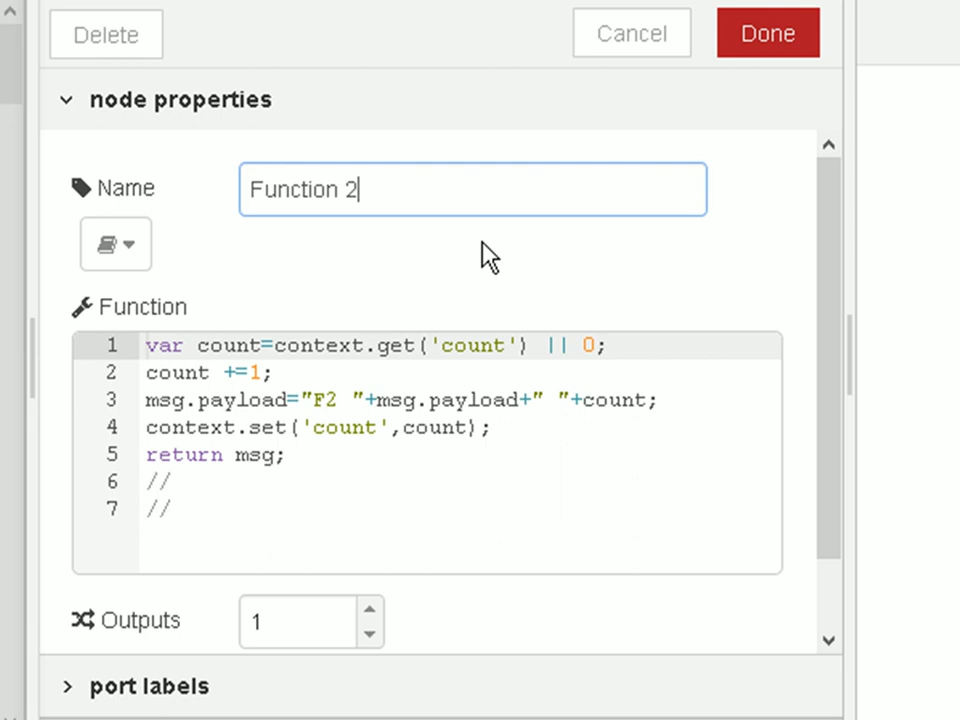 Delete
Cancel
Done
node properties
Name
Function 2
Function
1 var count=context.get('count') || 0;
2 count +=1;
3 msg.payload="F2 "+msg.payload+" "+count;
4 context.set('count',count);
5 return msg;
6 //
7 //
Outputs
1
port labels